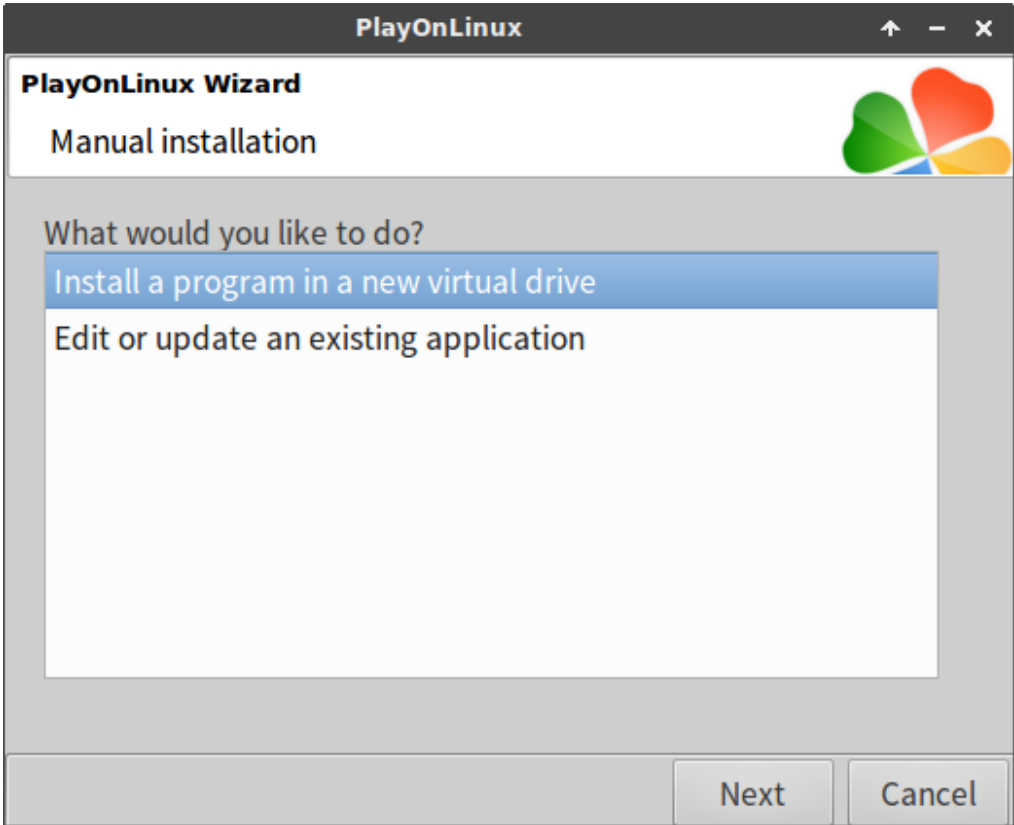 PlayOnLinux
PlayOnLinux Wizard
Manual installation
What would you like to do?
Install a program in a new virtual drive
Edit or update an existing application
Next
Cancel